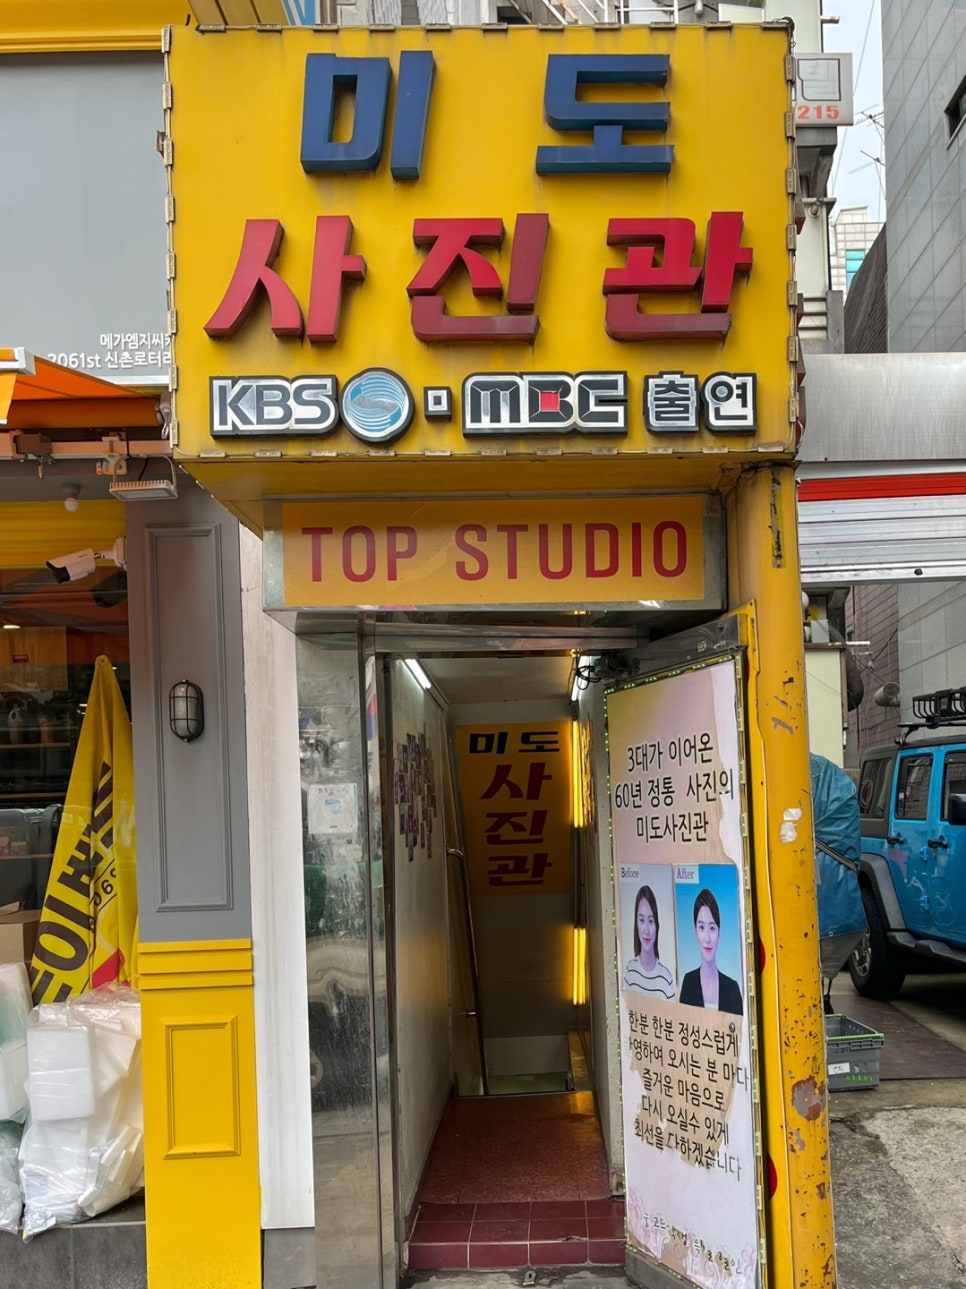 미도
사진관
KBS · MBC 출연
215
메가엠지씨커
2061st 신촌로터리
TOP STUDIO
미도
사
진
관
3대가 이어온
60년 정통 사진의
미도사진관
Before
After
한분 한분 정성스럽게
영하여 오시는 분 마다
즐거운 마음으로
다시 오실수 있게
최선을 다하겠습니다